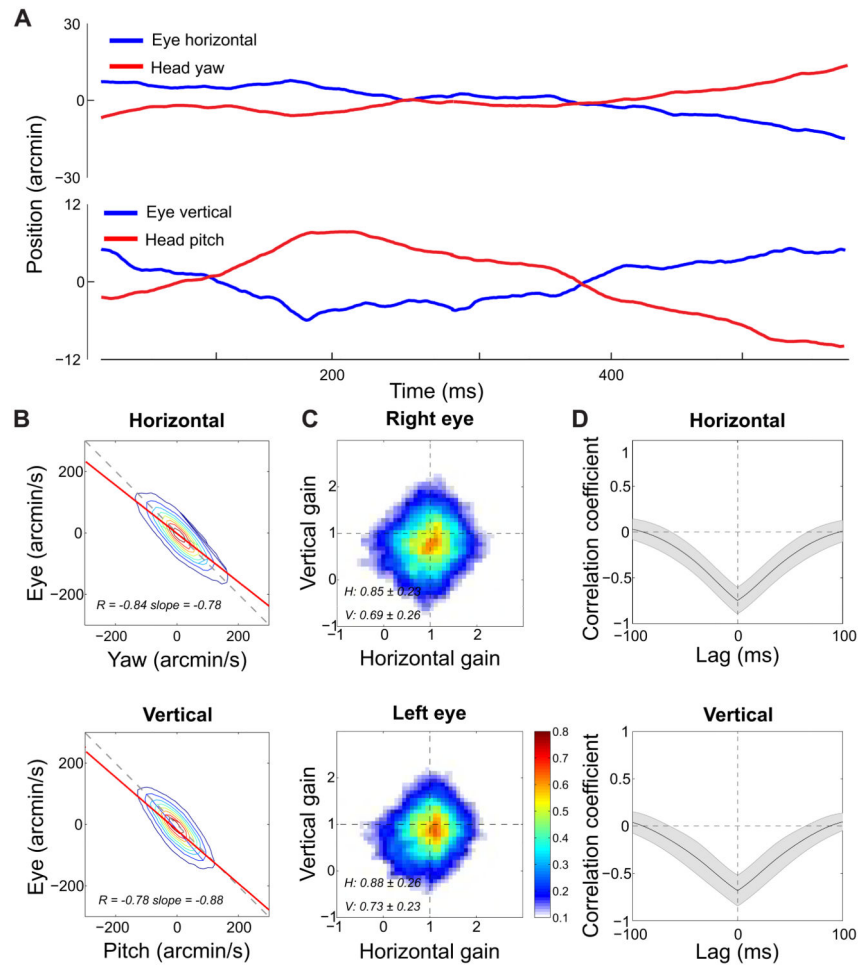 A
30
Eye horizontal
Head yaw
0
−30
Position (arcmin)
12
Eye vertical
Head pitch
0
−12
200
400
Time (ms)
B
Horizontal
200
0
−200
Eye (arcmin/s)
R = -0.84 slope = -0.78
−200
0
200
Yaw (arcmin/s)
C
Right eye
2
1
0
−1
Vertical gain
H: 0.85 ± 0.23
V: 0.69 ± 0.26
−1
0
1
2
Horizontal gain
D
Horizontal
1
0.5
0
−0.5
−1
Correlation coefficient
−100
0
100
Lag (ms)
Vertical
200
0
−200
Eye (arcmin/s)
R = -0.78 slope = -0.88
−200
0
200
Pitch (arcmin/s)
Left eye
2
1
0
−1
Vertical gain
H: 0.88 ± 0.26
V: 0.73 ± 0.23
−1
0
1
2
Horizontal gain
0.8
0.7
0.6
0.5
0.4
0.3
0.2
0.1
Vertical
1
0.5
0
−0.5
−1
Correlation coefficient
−100
0
100
Lag (ms)